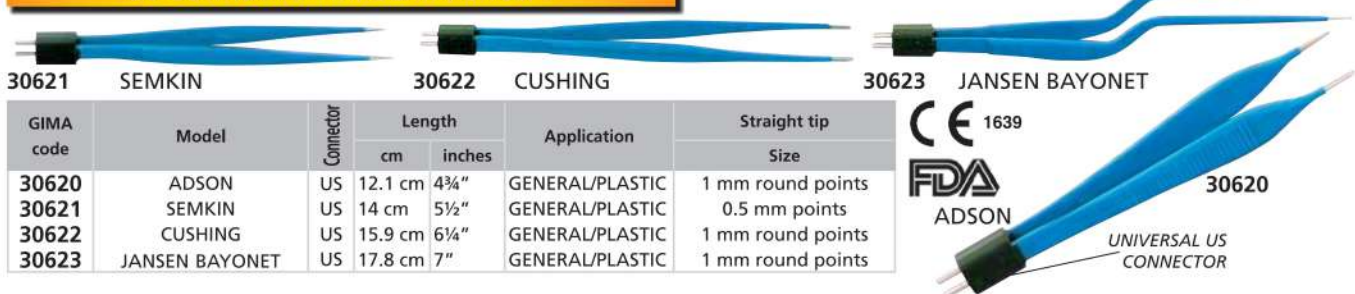 30621 SEMKIN
30622 CUSHING
30623 JANSEN BAYONET
GIMA code Model Connector Length Application Straight tip
cm inches Size
30620 ADSON US 12.1 cm 4¾" GENERAL/PLASTIC 1 mm round points
30621 SEMKIN US 14 cm 5½" GENERAL/PLASTIC 0.5 mm points
30622 CUSHING US 15.9 cm 6¼" GENERAL/PLASTIC 1 mm round points
30623 JANSEN BAYONET US 17.8 cm 7" GENERAL/PLASTIC 1 mm round points
CE 1639
FDA
ADSON
30620
UNIVERSAL US
CONNECTOR